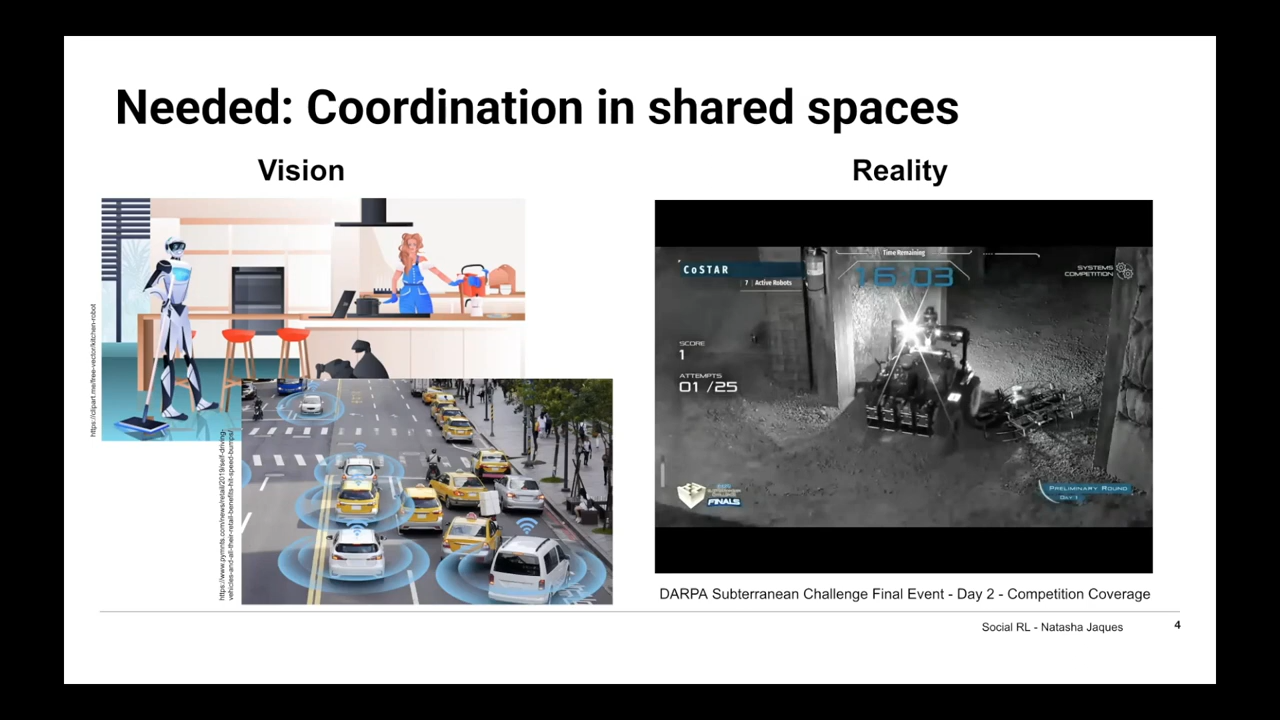 Needed: Coordination in shared spaces
Vision
Reality
https://clipart.me/free-vector/kitchen-robot
https://www.pymnts.com/news/retail/2019/self-driving-
vehicles-and-all-their-retail-benefits-hit-speed-bumps/
CoSTAR
7 | Active Robots
Time Remaining
16:03
SYSTEMS
COMPETITION
SCORE
1
ATTEMPTS
01 /25
FINALS
PRELIMINARY ROUND
DAY 1
DARPA Subterranean Challenge Final Event - Day 2 - Competition Coverage
Social RL - Natasha Jaques
4